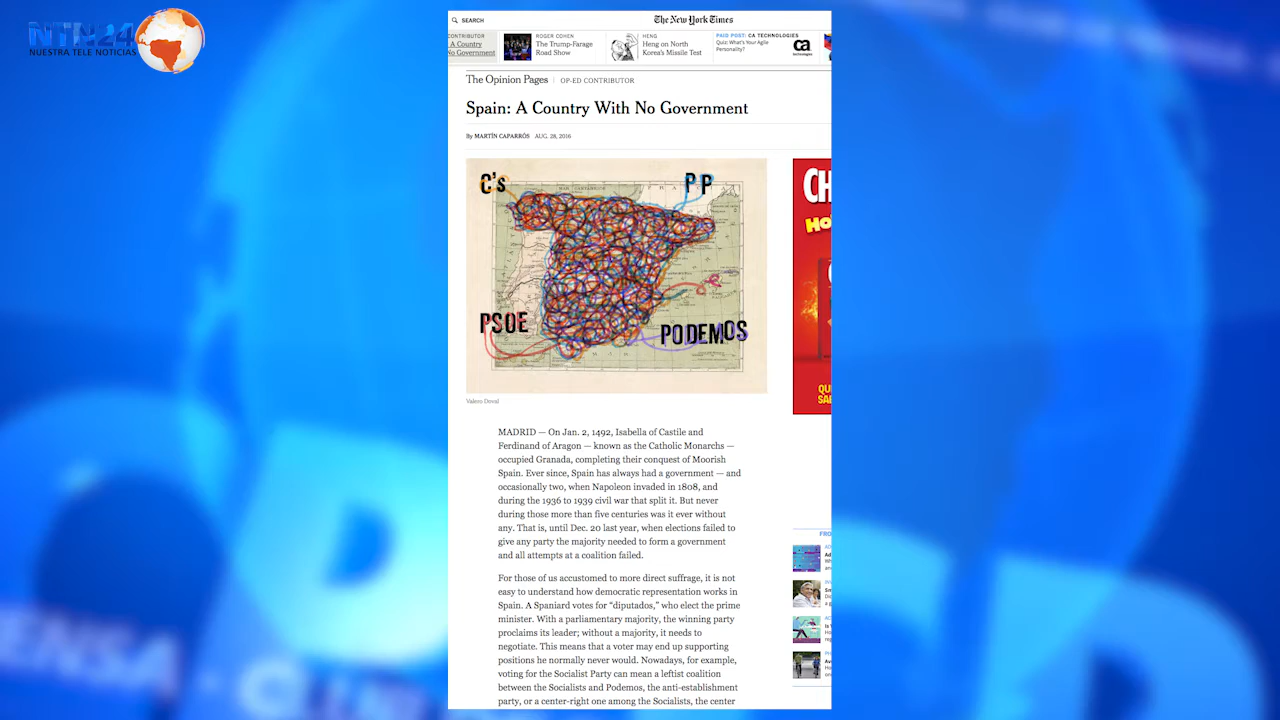 NTN24
NUESTRA TELE NOTICIAS
SEARCH
The New York Times
CONTRIBUTOR
A Country
No Government
ROGER COHEN
The Trump-Farage
Road Show
HENG
Heng on North
Korea's Missile Test
PAID POST: CA TECHNOLOGIES
Quiz: What's Your Agile
Personality?
ca
technologies
The Opinion Pages | OP-ED CONTRIBUTOR
Spain: A Country With No Government
By MARTÍN CAPARRÓS AUG. 28, 2016
C's
PP
PSOE
PODEMOS
CH
HO
QU
SA
Valero Doval
MADRID — On Jan. 2, 1492, Isabella of Castile and
Ferdinand of Aragon — known as the Catholic Monarchs —
occupied Granada, completing their conquest of Moorish
Spain. Ever since, Spain has always had a government — and
occasionally two, when Napoleon invaded in 1808, and
during the 1936 to 1939 civil war that split it. But never
during those more than five centuries was it ever without
any. That is, until Dec. 20 last year, when elections failed to
give any party the majority needed to form a government
and all attempts at a coalition failed.
For those of us accustomed to more direct suffrage, it is not
easy to understand how democratic representation works in
Spain. A Spaniard votes for “diputados,” who elect the prime
minister. With a parliamentary majority, the winning party
proclaims its leader; without a majority, it needs to
negotiate. This means that a voter may end up supporting
positions he normally never would. Nowadays, for example,
voting for the Socialist Party can mean a leftist coalition
between the Socialists and Podemos, the anti-establishment
party, or a center-right one among the Socialists, the center
FRO